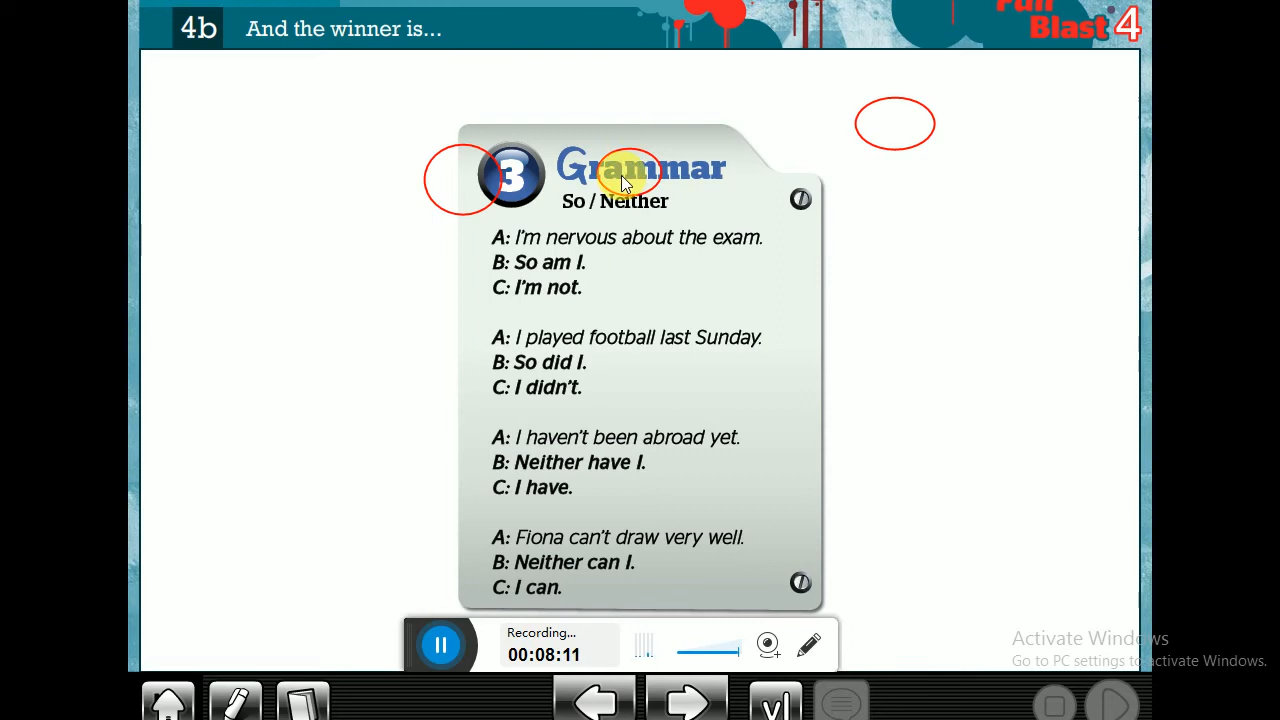 4b And the winner is...
Fun
Blast 4
3 Grammar
So / Neither
A: I'm nervous about the exam.
B: So am I.
C: I'm not.
A: I played football last Sunday.
B: So did I.
C: I didn't.
A: I haven't been abroad yet.
B: Neither have I.
C: I have.
A: Fiona can't draw very well.
B: Neither can I.
C: I can.
Recording...
00:08:11
Activate Windows
Go to PC settings to activate Windows.